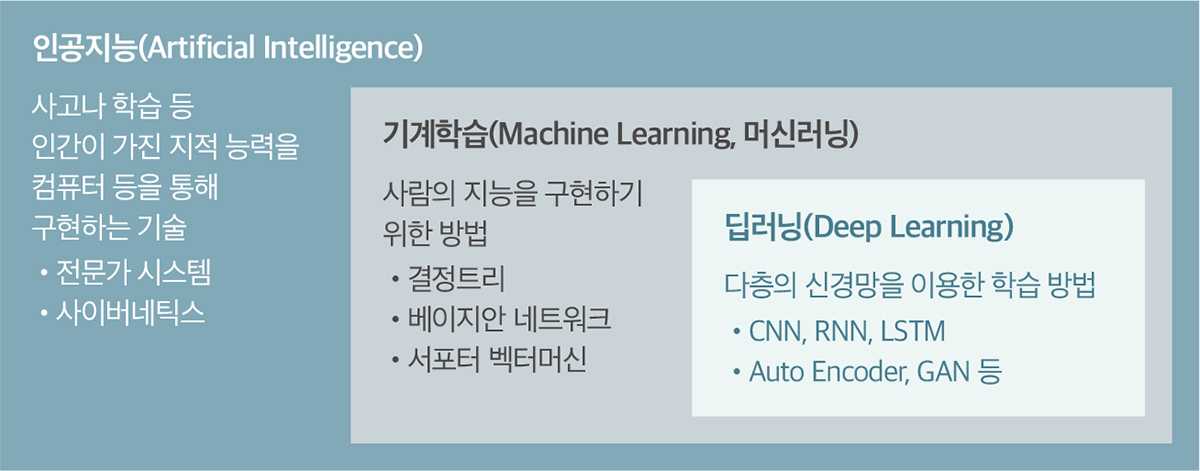 인공지능(Artificial Intelligence)
사고나 학습 등
인간이 가진 지적 능력을
컴퓨터 등을 통해
구현하는 기술
• 전문가 시스템
• 사이버네틱스
기계학습(Machine Learning, 머신러닝)
사람의 지능을 구현하기
위한 방법
• 결정트리
• 베이지안 네트워크
• 서포터 벡터머신
딥러닝(Deep Learning)
다층의 신경망을 이용한 학습 방법
• CNN, RNN, LSTM
• Auto Encoder, GAN 등